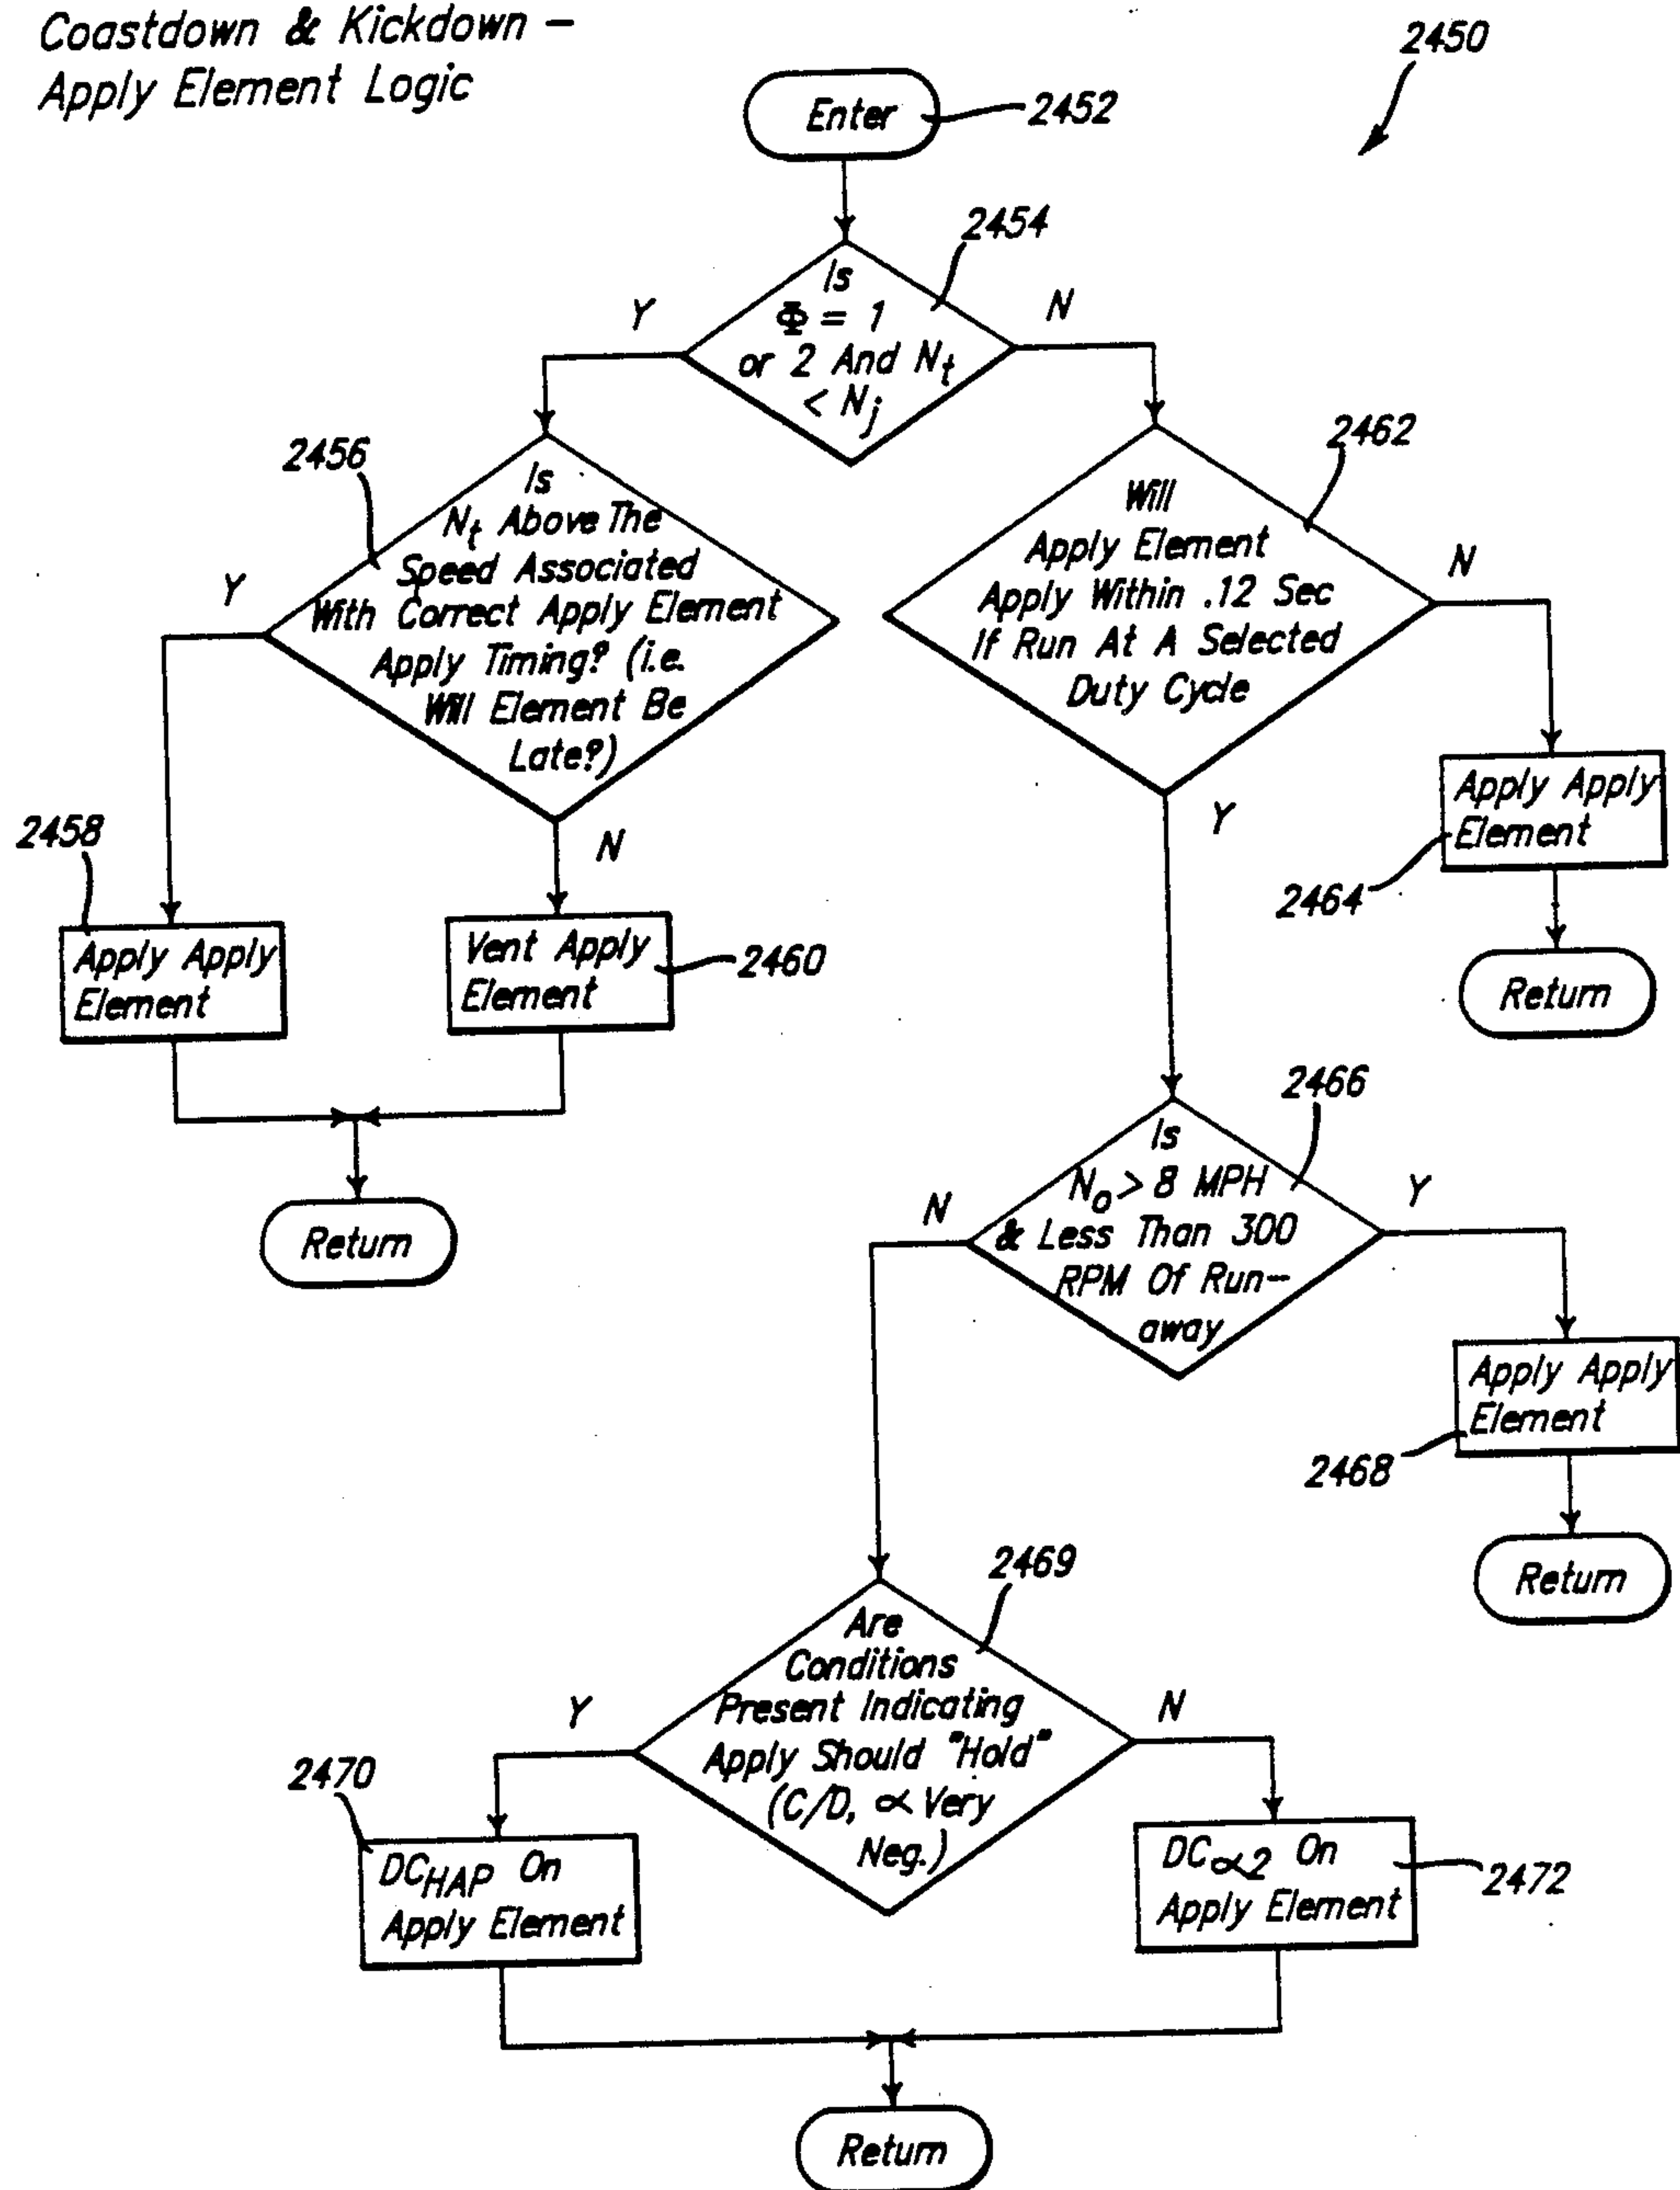 Coastdown & Kickdown –
Apply Element Logic
2450
Enter
2452
2454
Is
Φ = 1
or 2 And Nt
< Nj
Y
N
2456
Is
Nt Above The
Speed Associated
With Correct Apply Element
Apply Timing? (i.e.
Will Element Be
Late?)
Y
N
2462
Will
Apply Element
Apply Within .12 Sec
If Run At A Selected
Duty Cycle
N
Y
2458
Apply Apply
Element
Vent Apply
Element
2460
Return
Apply Apply
Element
2464
Return
2466
Is
No > 8 MPH
& Less Than 300
RPM Of Run-
away
N
Y
Apply Apply
Element
2468
Return
2469
Are
Conditions
Present Indicating
Apply Should "Hold"
(C/D, ∝ Very
Neg.)
Y
N
2470
DCHAP On
Apply Element
DC∝2 On
Apply Element
2472
Return